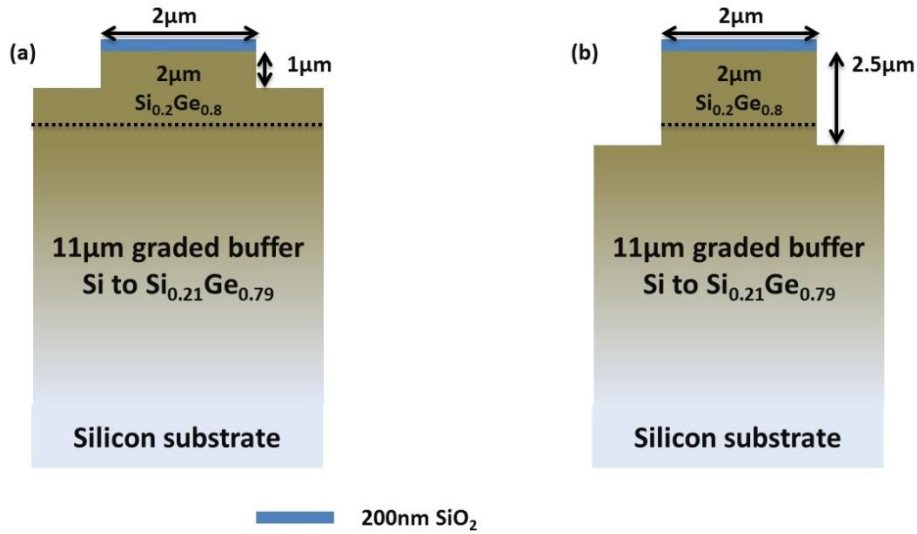 2μm
(a)
1μm
2μm
Si0.2Ge0.8
11μm graded buffer
Si to Si0.21Ge0.79
Silicon substrate
2μm
(b)
2.5μm
2μm
Si0.2Ge0.8
11μm graded buffer
Si to Si0.21Ge0.79
Silicon substrate
200nm SiO2